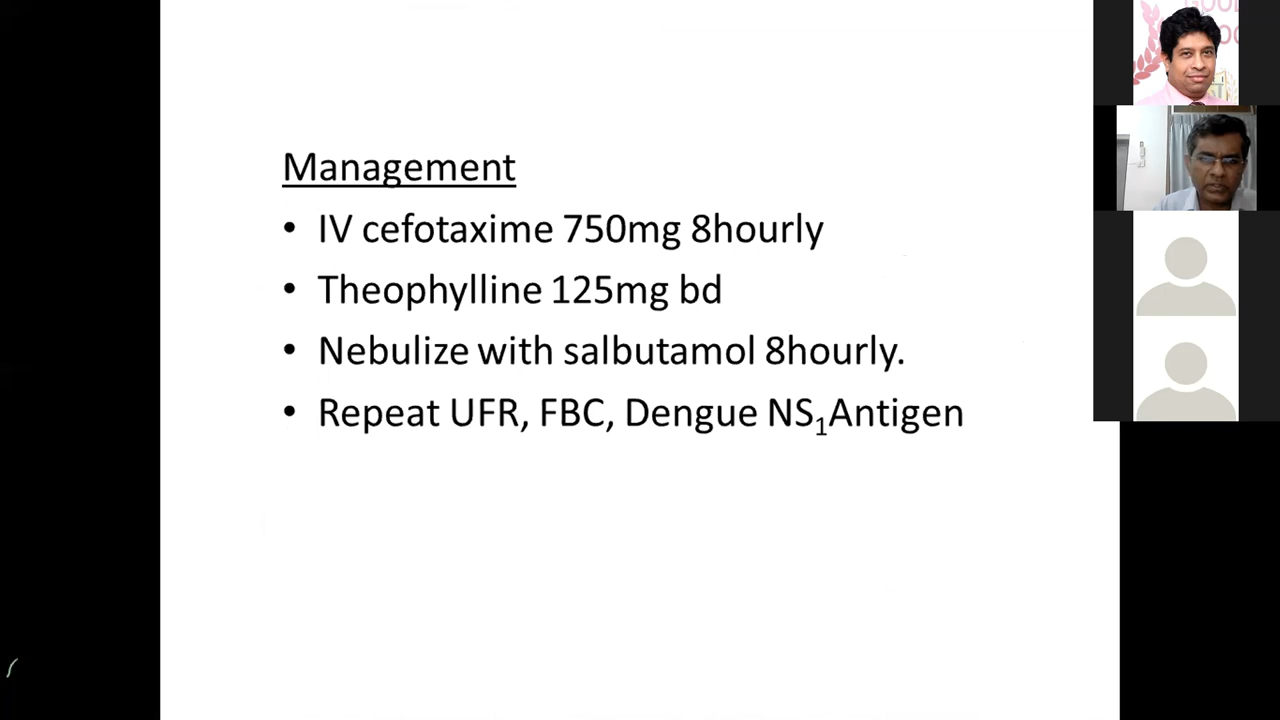 Management
• IV cefotaxime 750mg 8hourly
• Theophylline 125mg bd
• Nebulize with salbutamol 8hourly.
• Repeat UFR, FBC, Dengue NS₁Antigen